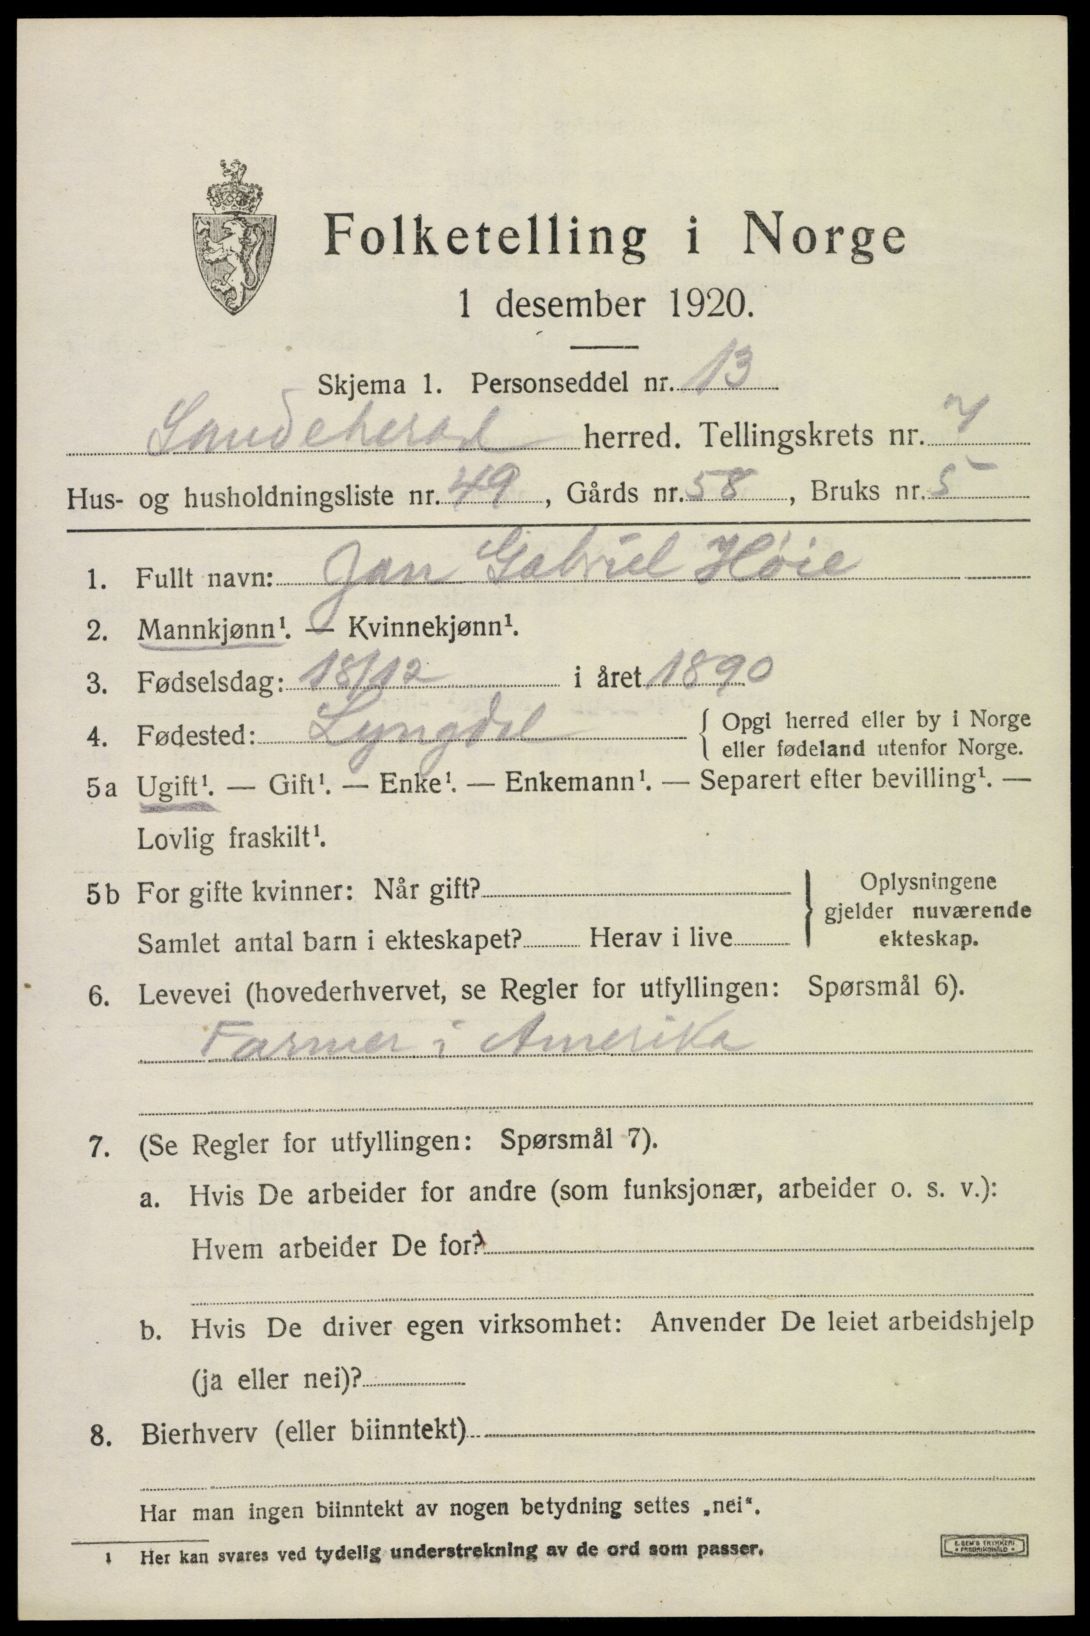 Folketelling i Norge
1 desember 1920.
Skjema 1. Personseddel nr. 13
Sandeherad herred. Tellingskrets nr. 7
Hus- og husholdningsliste nr. 49, Gårds nr. 58, Bruks nr. 5
1. Fullt navn: Jan Gabriel Høie
2. Mannkjønn¹. — Kvinnekjønn¹.
3. Fødselsdag: 18/12 i året 1890
4. Fødested: Lyngdal { Opgi herred eller by i Norge
eller fødeland utenfor Norge.
5a Ugift¹. — Gift¹. — Enke¹. — Enkemann¹. — Separert efter bevilling¹. —
Lovlig fraskilt¹.
5b For gifte kvinner: Når gift? } Oplysningene
gjelder nuværende
Samlet antal barn i ekteskapet? Herav i live ekteskap.
6. Levevei (hovederhvervet, se Regler for utfyllingen: Spørsmål 6).
Farmer i Amerika
7. (Se Regler for utfyllingen: Spørsmål 7).
a. Hvis De arbeider for andre (som funksjonær, arbeider o. s. v.):
Hvem arbeider De for?
b. Hvis De driver egen virksomhet: Anvender De leiet arbeidshjelp
(ja eller nei)?
8. Bierhverv (eller biinntekt)
Har man ingen biinntekt av nogen betydning settes „nei“.
¹ Her kan svares ved tydelig understrekning av de ord som passer.
E. SEM'S TRYKKERI
FREDRIKSHALD